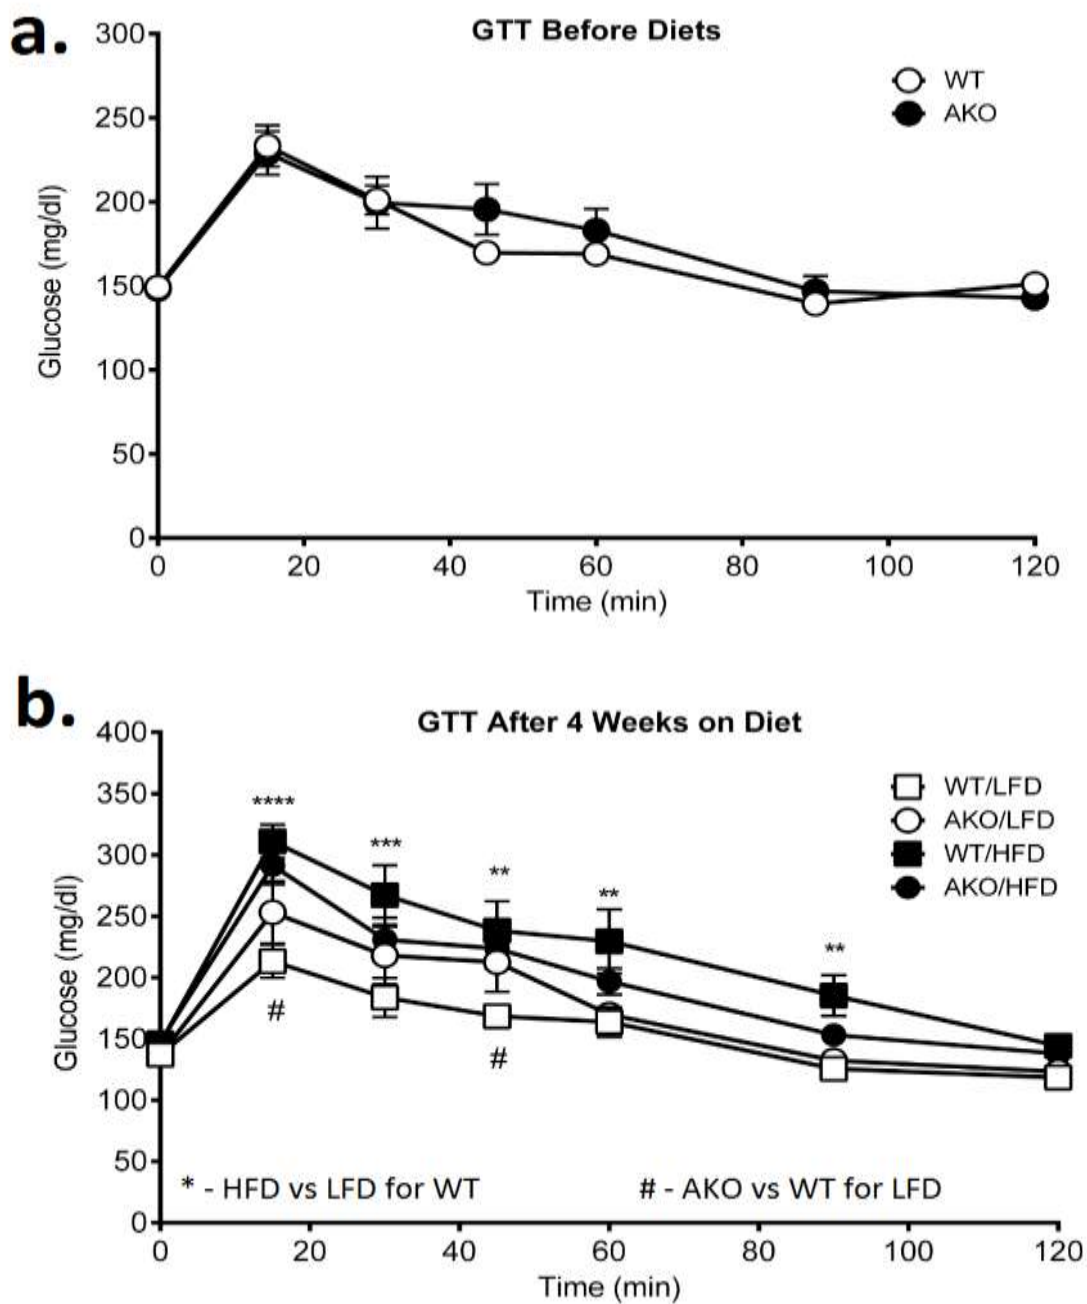 a.
GTT Before Diets
WT
AKO
Glucose (mg/dl)
300
250
200
150
100
50
0
0 20 40 60 80 100 120
Time (min)
b.
GTT After 4 Weeks on Diet
WT/LFD
AKO/LFD
WT/HFD
AKO/HFD
Glucose (mg/dl)
400
350
300
250
200
150
100
50
0
****
***
**
**
**
#
#
* - HFD vs LFD for WT
# - AKO vs WT for LFD
0 20 40 60 80 100 120
Time (min)